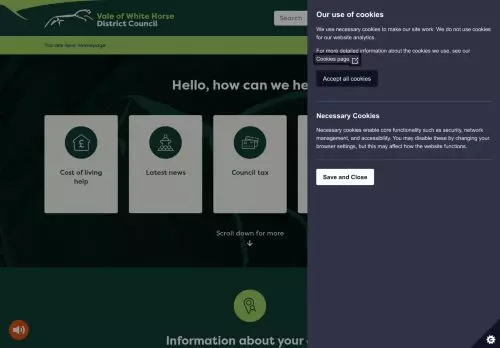 Vale of White Horse
District Council
Search
You are here: Homepage
Hello, how can we he
Cost of living
help
Latest news
Council tax
Scroll down for more
Information about your
Our use of cookies
We use necessary cookies to make our site work. We do not use cookies
for our website analytics.
For more detailed information about the cookies we use, see our
Cookies page
Accept all cookies
Necessary Cookies
Necessary cookies enable core functionality such as security, network
management, and accessibility. You may disable these by changing your
browser settings, but this may affect how the website functions.
Save and Close